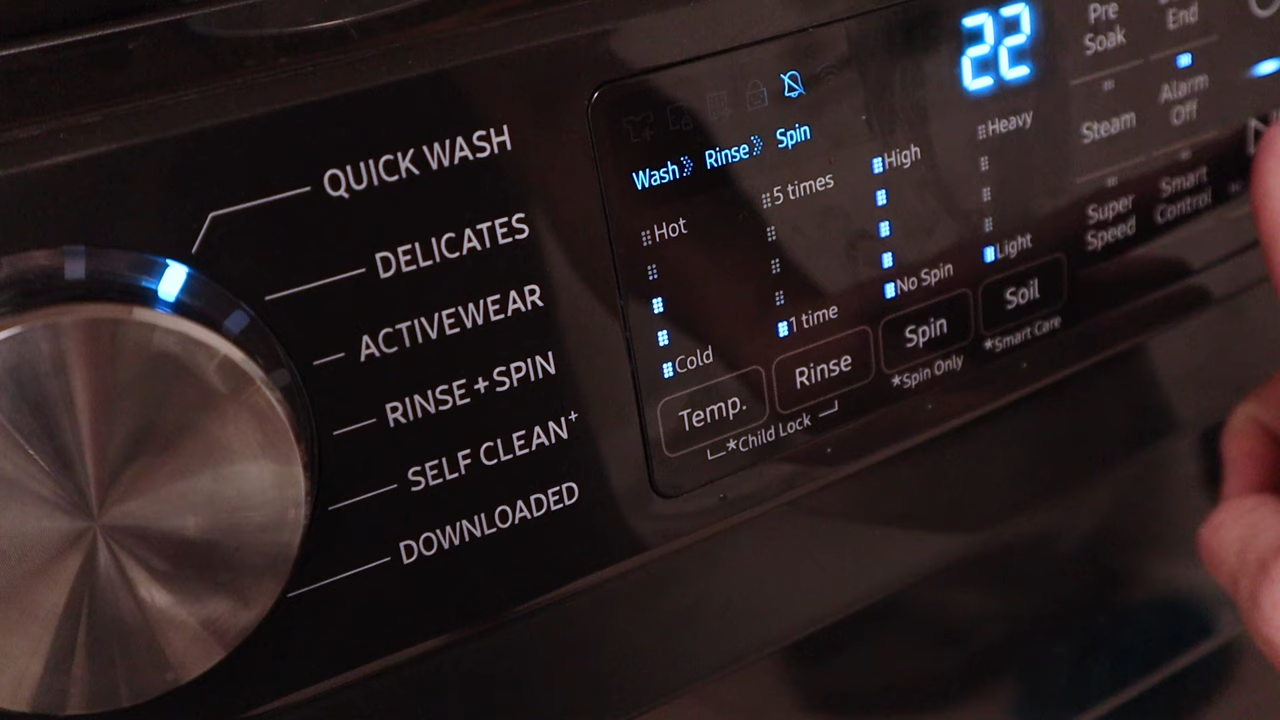 QUICK WASH
DELICATES
ACTIVEWEAR
RINSE+SPIN
SELF CLEAN+
DOWNLOADED
22
Wash Rinse Spin
Hot
Cold
Temp.
5 times
1 time
Rinse
*Child Lock
High
No Spin
Spin
*Spin Only
Heavy
Light
Soil
*Smart Care
Pre
Soak
End
Steam
Alarm
Off
Super
Speed
Smart
Control